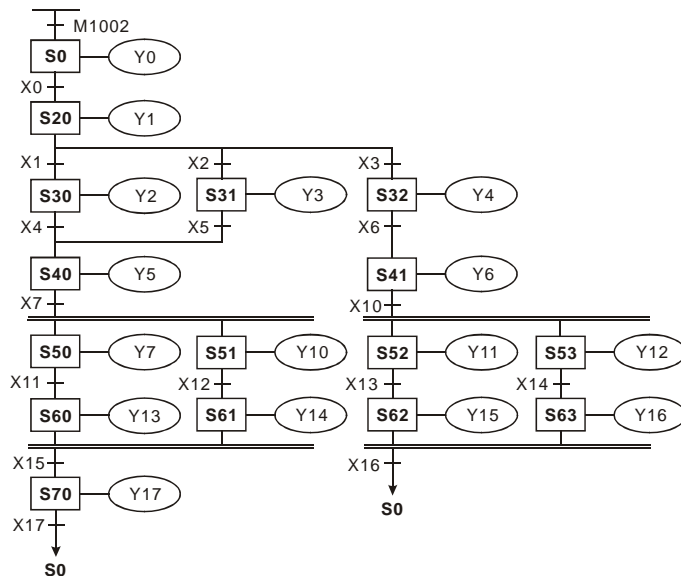 M1002
S0 Y0
X0
S20 Y1
X1 X2 X3
S30 Y2 S31 Y3 S32 Y4
X4 X5 X6
S40 Y5 S41 Y6
X7 X10
S50 Y7 S51 Y10 S52 Y11 S53 Y12
X11 X12 X13 X14
S60 Y13 S61 Y14 S62 Y15 S63 Y16
X15 X16
S70 Y17 S0
X17
S0